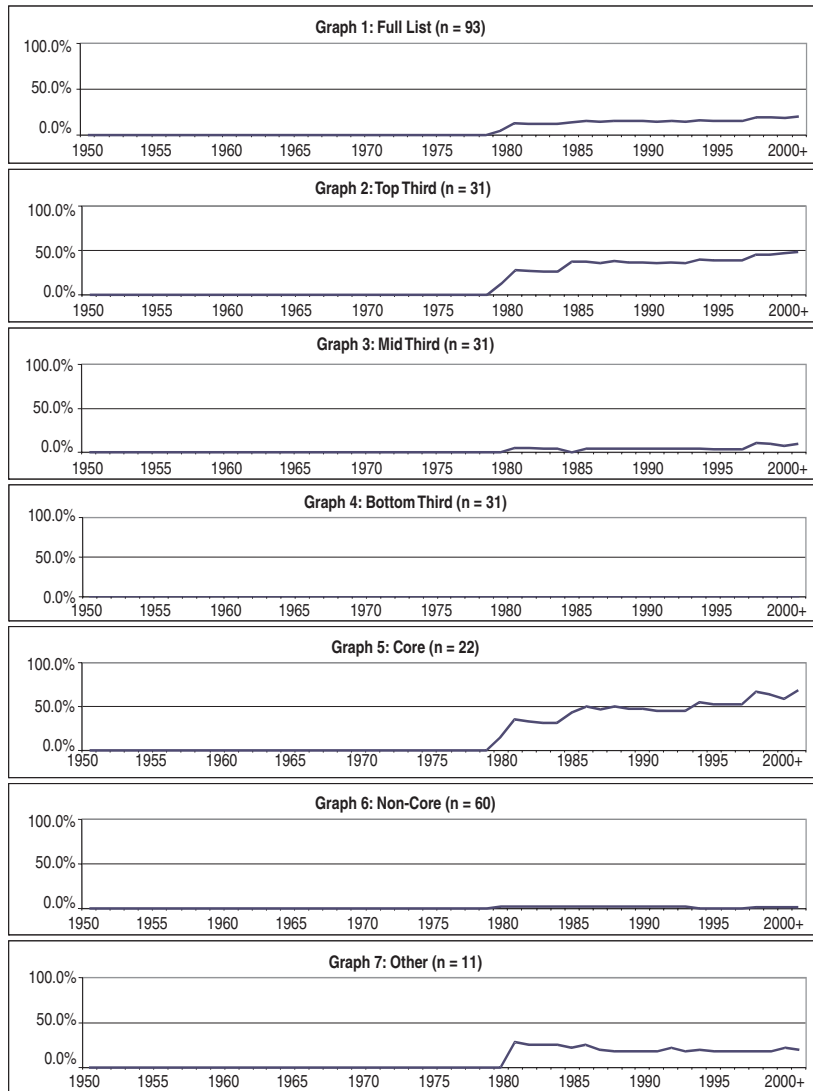 Graph 1: Full List (n = 93)
100.0%
50.0%
0.0%
1950 1955 1960 1965 1970 1975 1980 1985 1990 1995 2000+
Graph 2: Top Third (n = 31)
100.0%
50.0%
0.0%
1950 1955 1960 1965 1970 1975 1980 1985 1990 1995 2000+
Graph 3: Mid Third (n = 31)
100.0%
50.0%
0.0%
1950 1955 1960 1965 1970 1975 1980 1985 1990 1995 2000+
Graph 4: Bottom Third (n = 31)
100.0%
50.0%
0.0%
1950 1955 1960 1965 1970 1975 1980 1985 1990 1995 2000+
Graph 5: Core (n = 22)
100.0%
50.0%
0.0%
1950 1955 1960 1965 1970 1975 1980 1985 1990 1995 2000+
Graph 6: Non-Core (n = 60)
100.0%
50.0%
0.0%
1950 1955 1960 1965 1970 1975 1980 1985 1990 1995 2000+
Graph 7: Other (n = 11)
100.0%
50.0%
0.0%
1950 1955 1960 1965 1970 1975 1980 1985 1990 1995 2000+